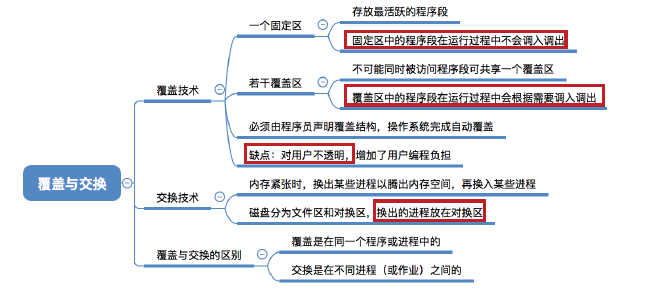 存放最活跃的程序段
一个固定区
固定区中的程序段在运行过程中不会调入调出
不可能同时被访问程序段可共享一个覆盖区
覆盖技术
若干覆盖区
覆盖区中的程序段在运行过程中会根据需要调入调出
必须由程序员声明覆盖结构，操作系统完成自动覆盖
缺点：对用户不透明，增加了用户编程负担
覆盖与交换
内存紧张时，换出某些进程以腾出内存空间，再换入某些进程
交换技术
磁盘分为文件区和对换区，换出的进程放在对换区
覆盖是在同一个程序或进程中的
覆盖与交换的区别
交换是在不同进程（或作业）之间的